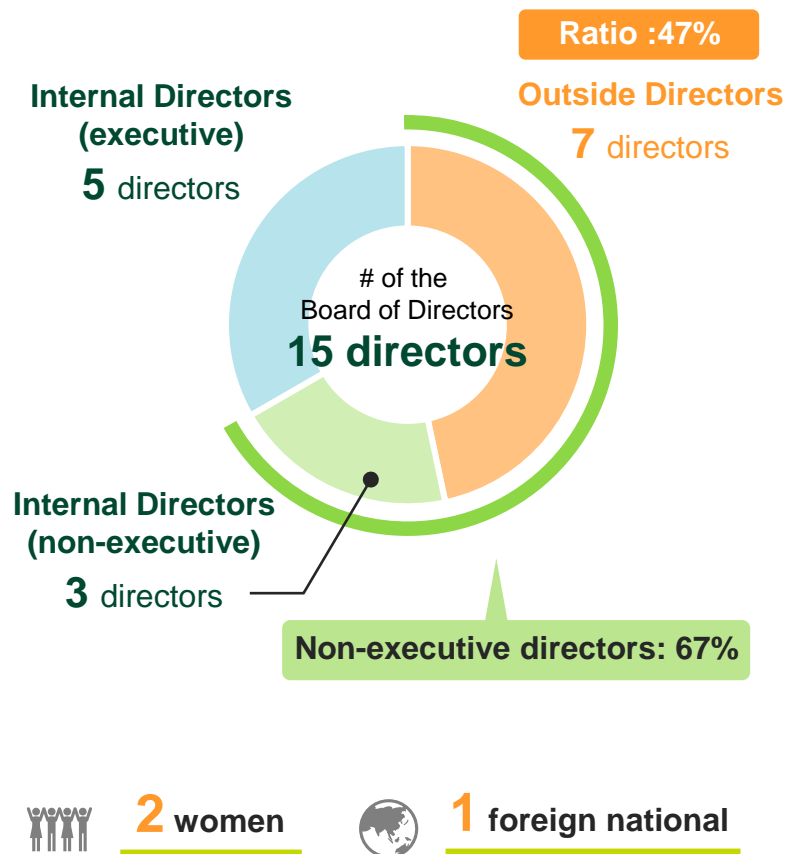 Ratio :47%
Outside Directors
7 directors
Internal Directors
(executive)
5 directors
# of the
Board of Directors
15 directors
Internal Directors
(non-executive)
3 directors
Non-executive directors: 67%
2 women
1 foreign national